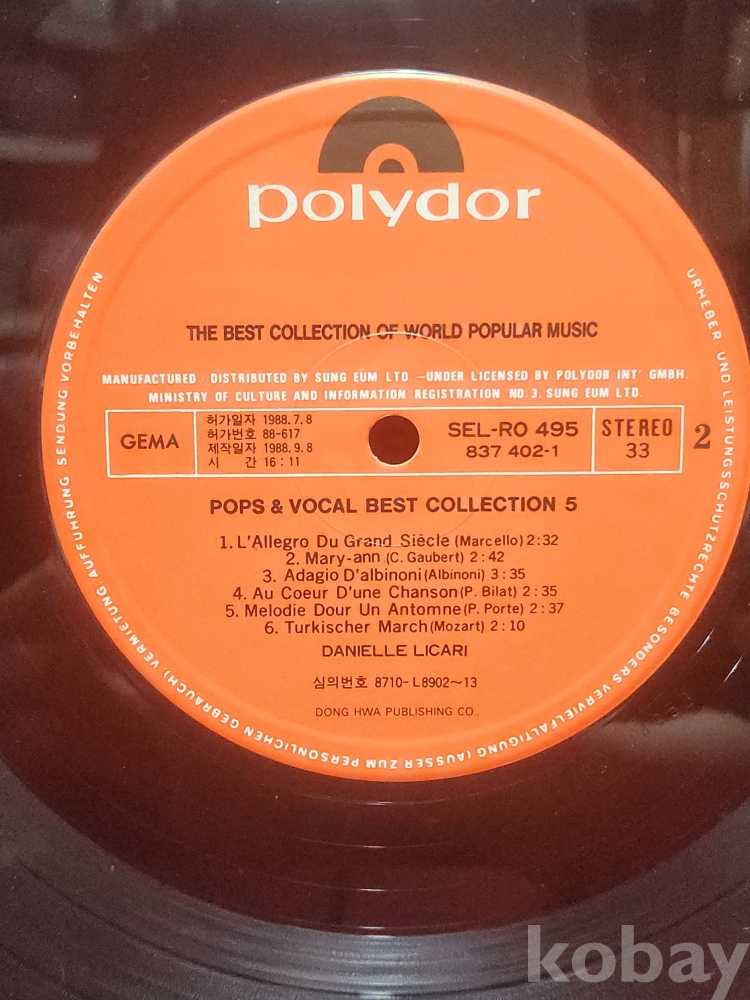 polydor
THE BEST COLLECTION OF WORLD POPULAR MUSIC
MANUFACTURED / DISTRIBUTED BY SUNG EUM LTD. —UNDER LICENSED BY POLYDOR INT' GMBH.
MINISTRY OF CULTURE AND INFORMATION REGISTRATION NO. 3. SUNG EUM LTD.
GEMA
허가일자 1988.7.8
허가번호 88-617
제작일자 1988.9.8
시 간 16 : 11
SEL-RO 495
837 402-1
STEREO
33
2
POPS & VOCAL BEST COLLECTION 5
1. L'Allegro Du Grand Siècle (Marcello) 2:32
2. Mary-ann (C. Gaubert) 2 : 42
3. Adagio D'albinoni (Albinoni) 3 : 35
4. Au Coeur D'une Chanson (P. Bilat) 2 : 35
5. Melodie Dour Un Antomne (P. Porte) 2 : 37
6. Turkischer March (Mozart) 2 : 10
DANIELLE LICARI
심의번호 8710-L8902~13
DONG HWA PUBLISHING CO.,
URHEBER UND LEISTUNGSSCHUTZRECHTE BESONDERS VERVIELFALTIGUNG (AUSSER ZUM PERSONLICHEN GEBRAUCH), VERMIETUNG, AUFFUHRUNG, SENDUNG VORBEHALTEN
kobay